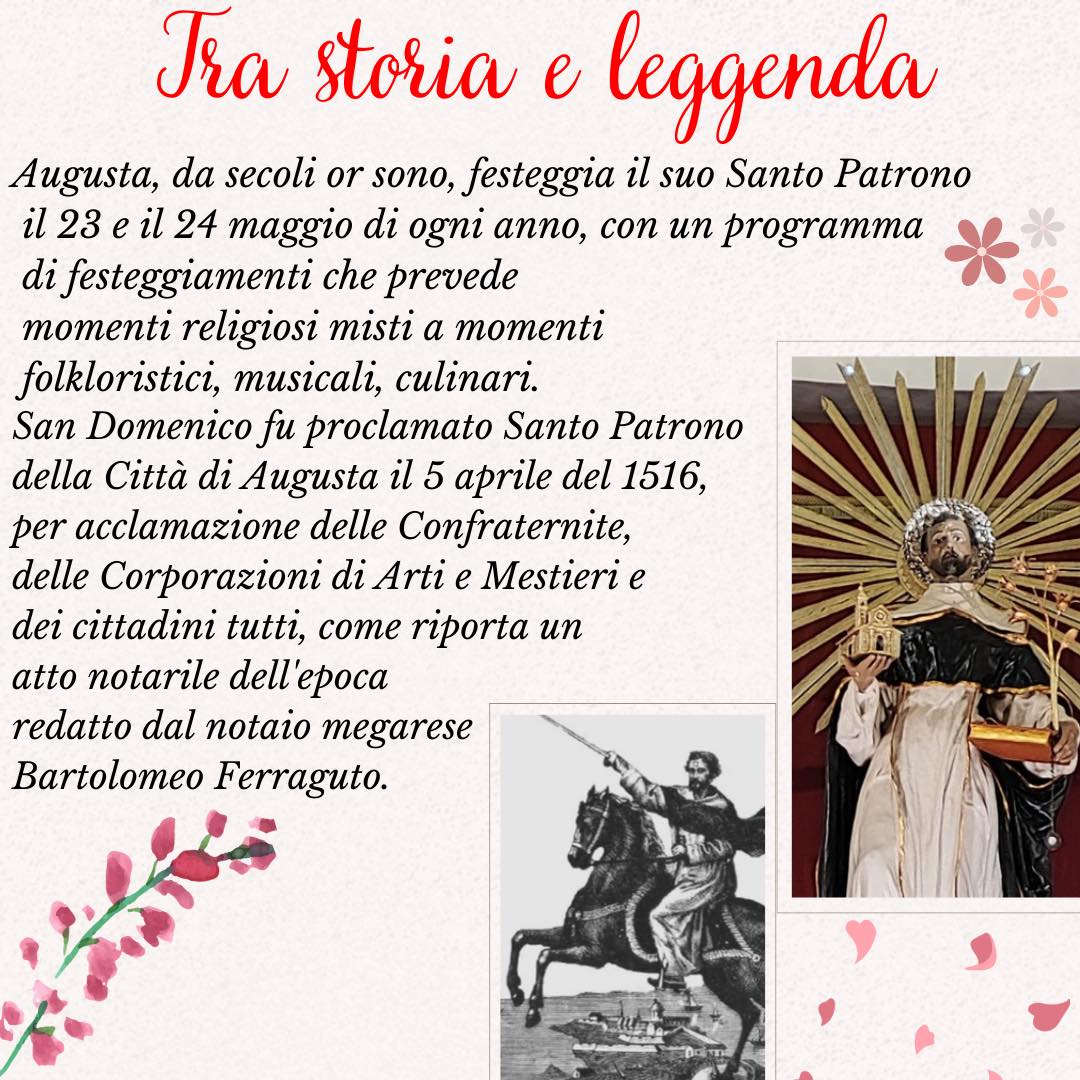 Tra storia e leggenda
Augusta, da secoli or sono, festeggia il suo Santo Patrono
il 23 e il 24 maggio di ogni anno, con un programma
di festeggiamenti che prevede
momenti religiosi misti a momenti
folkloristici, musicali, culinari.
San Domenico fu proclamato Santo Patrono
della Città di Augusta il 5 aprile del 1516,
per acclamazione delle Confraternite,
delle Corporazioni di Arti e Mestieri e
dei cittadini tutti, come riporta un
atto notarile dell'epoca
redatto dal notaio megarese
Bartolomeo Ferraguto.